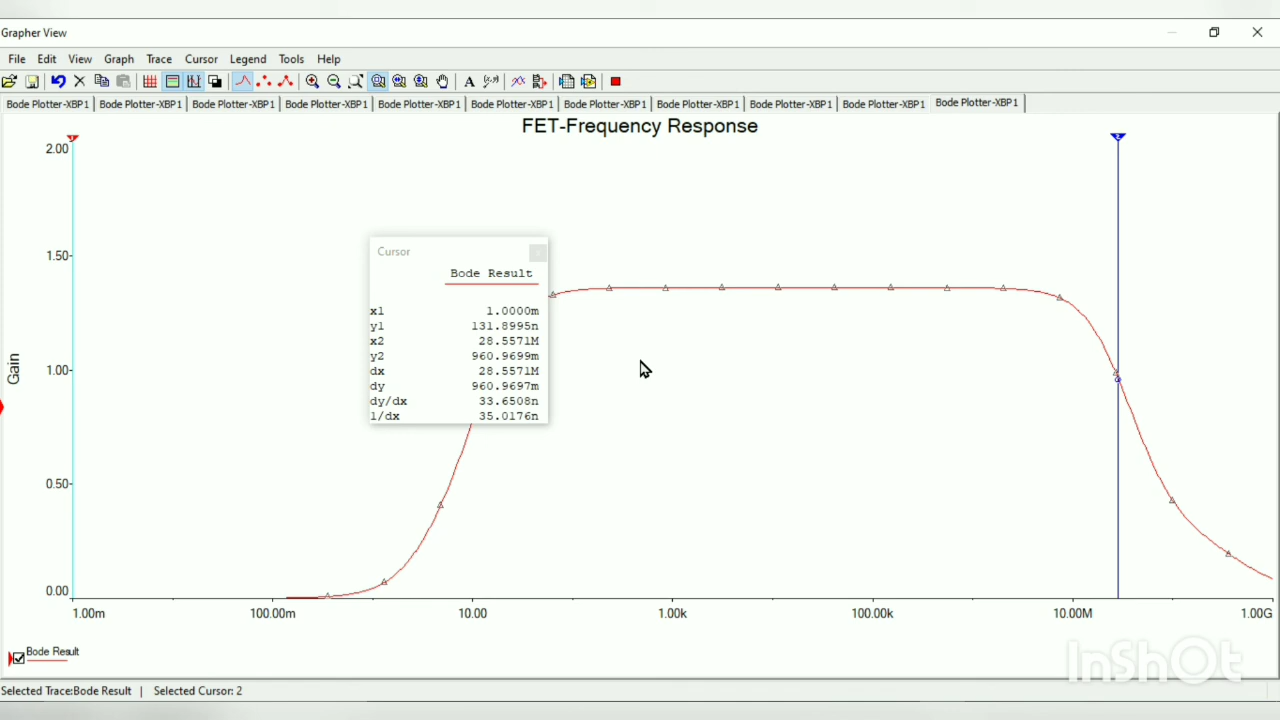 Grapher View
File Edit View Graph Trace Cursor Legend Tools Help
A
Bode Plotter-XBP1 Bode Plotter-XBP1 Bode Plotter-XBP1 Bode Plotter-XBP1 Bode Plotter-XBP1 Bode Plotter-XBP1 Bode Plotter-XBP1 Bode Plotter-XBP1 Bode Plotter-XBP1 Bode Plotter-XBP1 Bode Plotter-XBP1
FET-Frequency Response
2.00
1.50
1.00
0.50
0.00
Gain
Cursor
Bode Result
x1 1.0000m
y1 131.8995n
x2 28.5571M
y2 960.9699m
dx 28.5571M
dy 960.9697m
dy/dx 33.6508n
1/dx 35.0176n
1.00m 100.00m 10.00 1.00k 100.00k 10.00M 1.00G
Bode Result
InShOt
Selected Trace:Bode Result | Selected Cursor: 2